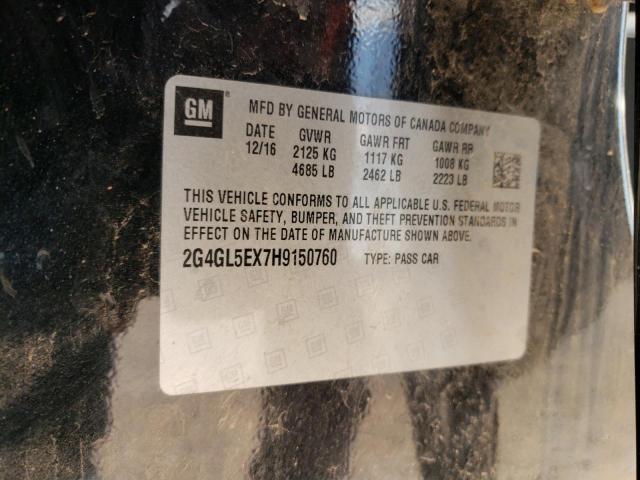 GM ®
MFD BY GENERAL MOTORS OF CANADA COMPANY
DATE GVWR GAWR FRT GAWR RR
12/16 2125 KG 1117 KG 1008 KG
4685 LB 2462 LB 2223 LB
THIS VEHICLE CONFORMS TO ALL APPLICABLE U.S. FEDERAL MOTOR
VEHICLE SAFETY, BUMPER, AND THEFT PREVENTION STANDARDS IN
EFFECT ON THE DATE OF MANUFACTURE SHOWN ABOVE.
2G4GL5EX7H9150760 TYPE: PASS CAR